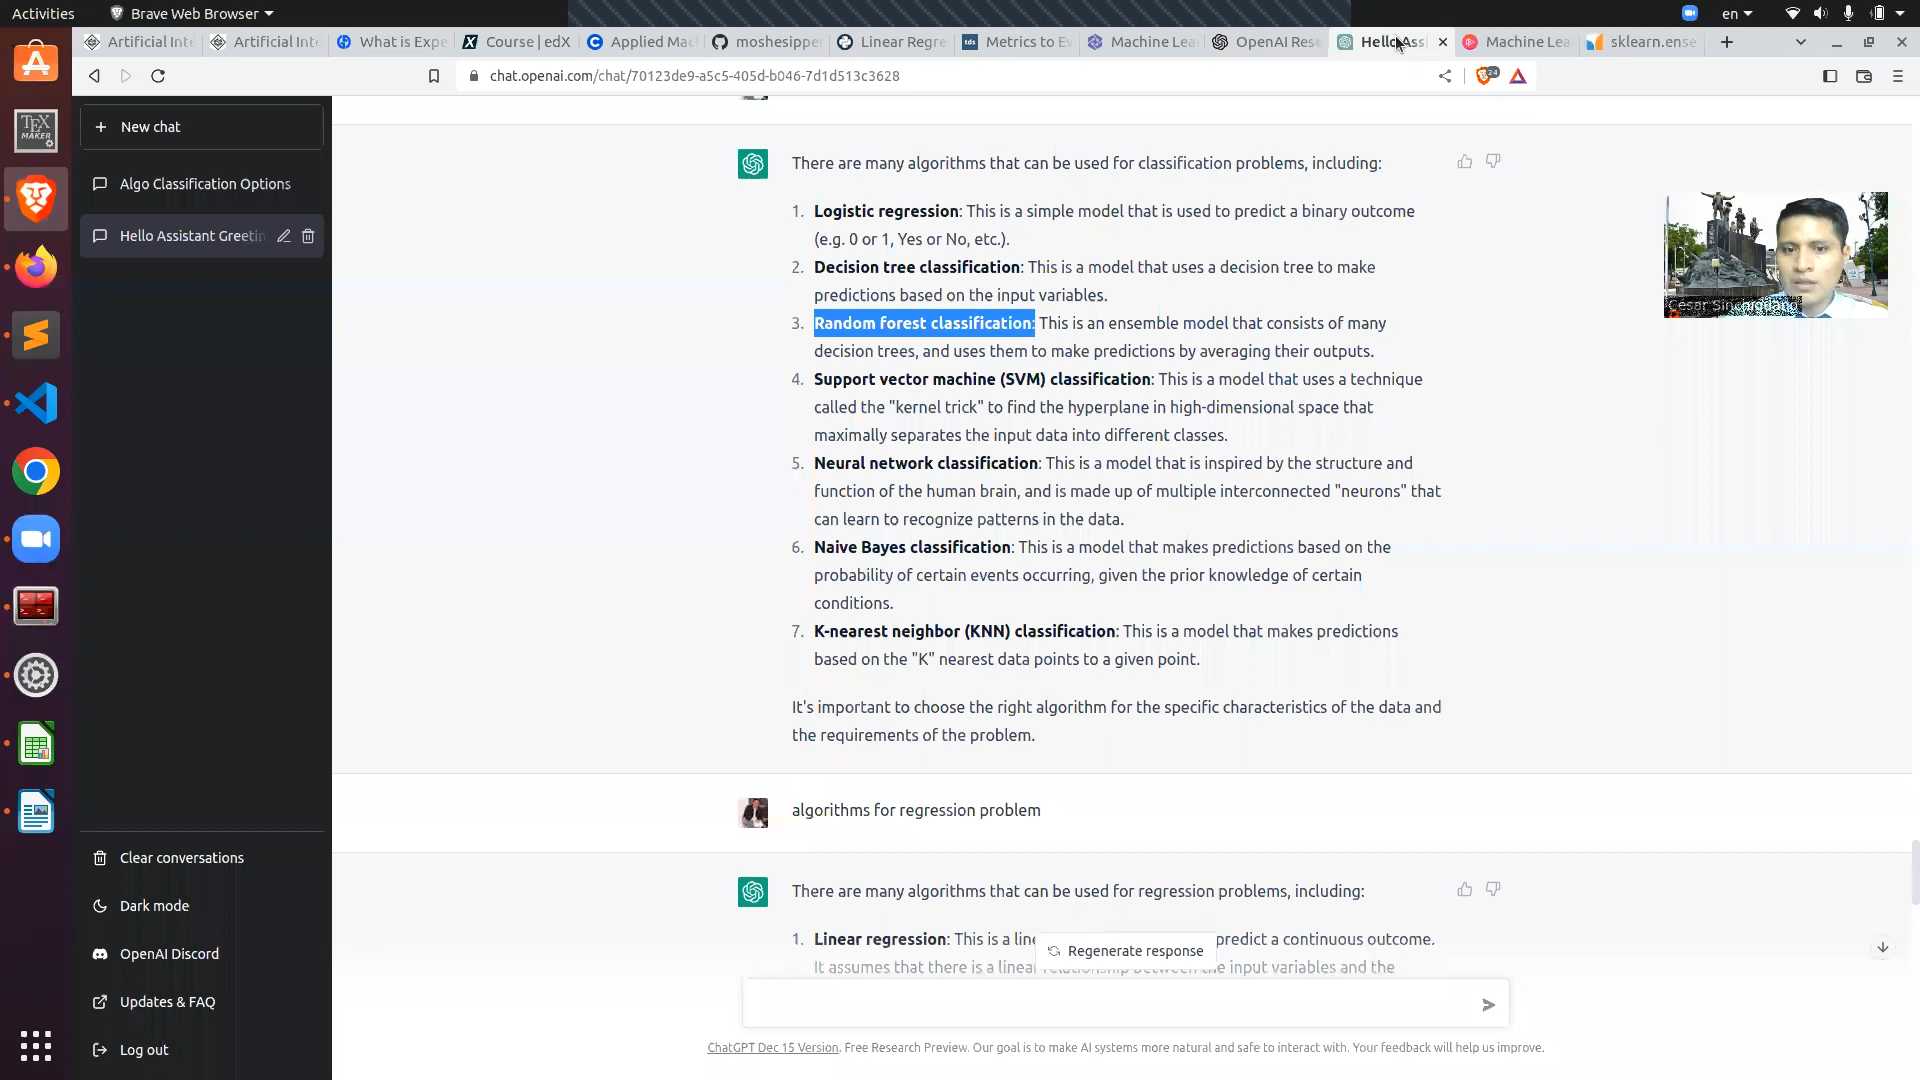 Activities
Brave Web Browser
en
Artificial Int
Artificial Int
What is Expe
Course | edX
Applied Ma
moshesipper
Linear Regre
Metrics to Ev
Machine Lea
OpenAI Res
Hello Ass
Machine Lea
sklearn.ense
chat.openai.com/chat/70123de9-a5c5-405d-b046-7d1d513c3628
24
TEX
MAKER
New chat
Algo Classification Options
Hello Assistant Greetin
There are many algorithms that can be used for classification problems, including:
1. Logistic regression: This is a simple model that is used to predict a binary outcome
(e.g. 0 or 1, Yes or No, etc.).
2. Decision tree classification: This is a model that uses a decision tree to make
predictions based on the input variables.
3. Random forest classification: This is an ensemble model that consists of many
decision trees, and uses them to make predictions by averaging their outputs.
4. Support vector machine (SVM) classification: This is a model that uses a technique
called the "kernel trick" to find the hyperplane in high-dimensional space that
maximally separates the input data into different classes.
5. Neural network classification: This is a model that is inspired by the structure and
function of the human brain, and is made up of multiple interconnected "neurons" that
can learn to recognize patterns in the data.
6. Naive Bayes classification: This is a model that makes predictions based on the
probability of certain events occurring, given the prior knowledge of certain
conditions.
7. K-nearest neighbor (KNN) classification: This is a model that makes predictions
based on the "K" nearest data points to a given point.
It's important to choose the right algorithm for the specific characteristics of the data and
the requirements of the problem.
algorithms for regression problem
There are many algorithms that can be used for regression problems, including:
1. Linear regression: This is a line predict a continuous outcome.
It assumes that there is a linear relationship between the input variables and the
Regenerate response
Clear conversations
Dark mode
OpenAI Discord
Updates & FAQ
Log out
ChatGPT Dec 15 Version. Free Research Preview. Our goal is to make AI systems more natural and safe to interact with. Your feedback will help us improve.